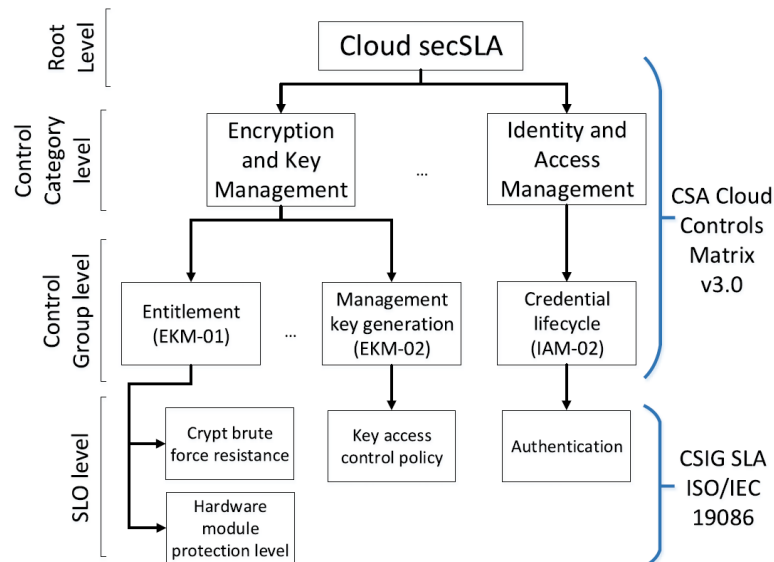 Root
Level
Cloud secSLA
Control
Category
level
Encryption
and Key
Management
...
Identity and
Access
Management
CSA Cloud
Controls
Matrix
v3.0
Control
Group level
Entitlement
(EKM-01)
...
Management
key generation
(EKM-02)
Credential
lifecycle
(IAM-02)
SLO level
Crypt brute
force resistance
Key access
control policy
Authentication
Hardware
module
protection level
CSIG SLA
ISO/IEC
19086